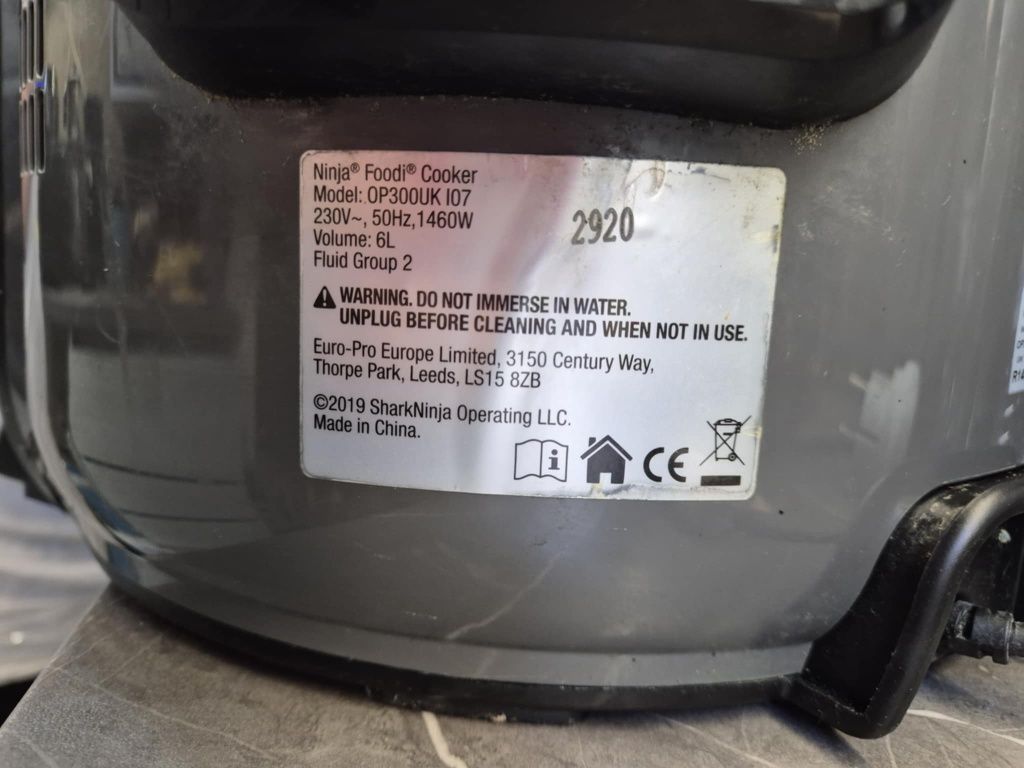 Ninja® Foodi® Cooker
Model: OP300UK I07
230V~, 50Hz,1460W
Volume: 6L
Fluid Group 2
2920
WARNING. DO NOT IMMERSE IN WATER.
UNPLUG BEFORE CLEANING AND WHEN NOT IN USE.
Euro-Pro Europe Limited, 3150 Century Way,
Thorpe Park, Leeds, LS15 8ZB
©2019 SharkNinja Operating LLC.
Made in China.
i
CE